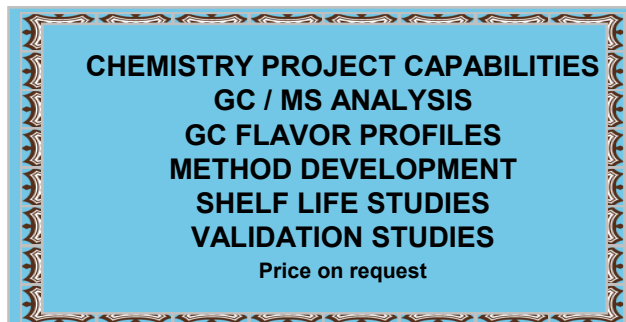 CHEMISTRY PROJECT CAPABILITIES
GC / MS ANALYSIS
GC FLAVOR PROFILES
METHOD DEVELOPMENT
SHELF LIFE STUDIES
VALIDATION STUDIES
Price on request